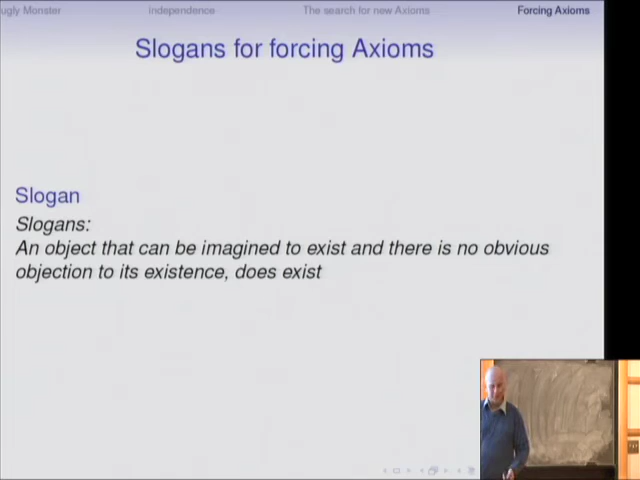 ugly Monster independence The search for new Axioms Forcing Axioms
Slogans for forcing Axioms
Slogan
Slogans:
An object that can be imagined to exist and there is no obvious
objection to its existence, does exist